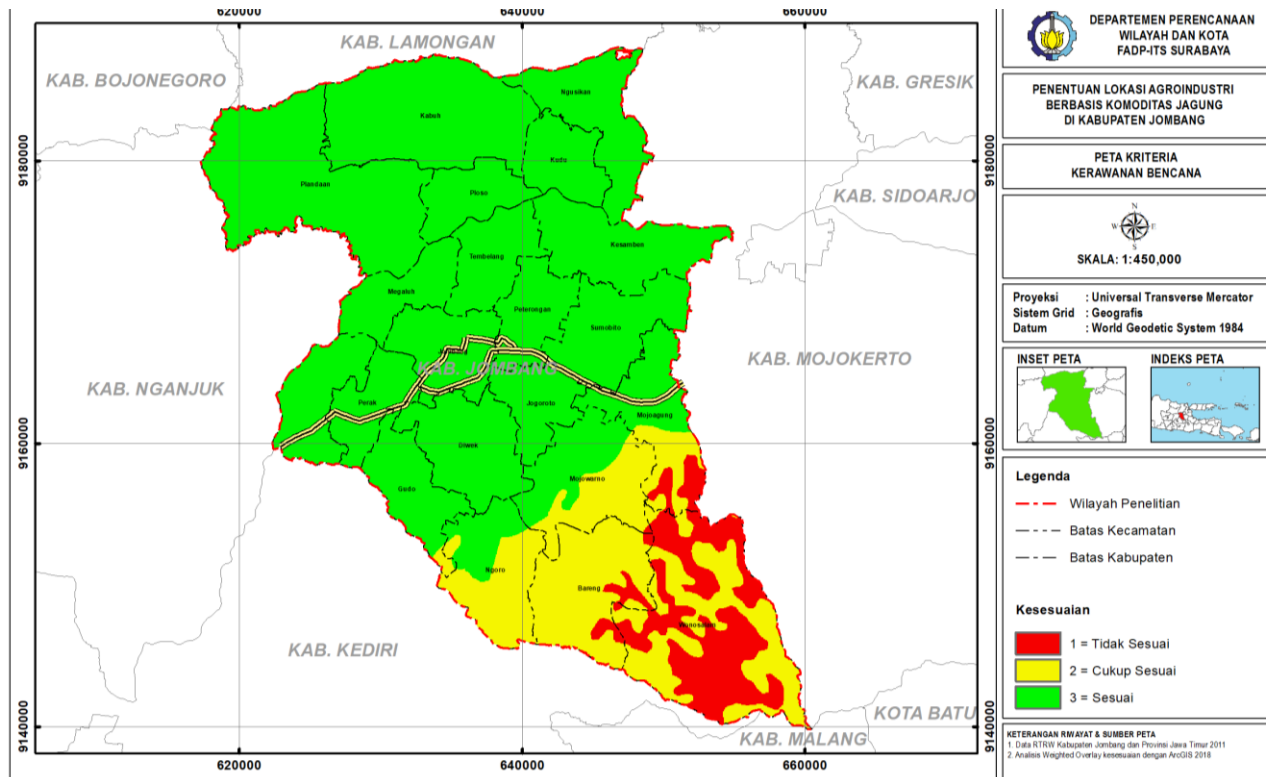 620000
640000
660000
KAB. LAMONGAN
KAB. BOJONEGORO
KAB. GRESIK
Ngusikan
Kabuh
Kudu
9180000
9180000
Plandaan
Ploso
KAB. SIDOARJO
Kesamben
Tembelang
Megaluh
Peterongan
Sumobito
KAB. MOJOKERTO
KAB. JOMBANG
KAB. NGANJUK
Perak
Jogoroto
Mojoagung
Diwek
9160000
9160000
Mojowarno
Gudo
Ngoro
Bareng
Wonosalam
KAB. KEDIRI
KOTA BATU
9140000
9140000
KAB. MALANG
620000
640000
660000
DEPARTEMEN PERENCANAAN
WILAYAH DAN KOTA
FADP-ITS SURABAYA
PENENTUAN LOKASI AGROINDUSTRI
BERBASIS KOMODITAS JAGUNG
DI KABUPATEN JOMBANG
PETA KRITERIA
KERAWANAN BENCANA
N
W E
S
SKALA: 1:450,000
Proyeksi : Universal Transverse Mercator
Sistem Grid : Geografis
Datum : World Geodetic System 1984
INSET PETA
INDEKS PETA
Legenda
Wilayah Penelitian
Batas Kecamatan
Batas Kabupaten
Kesesuaian
1 = Tidak Sesuai
2 = Cukup Sesuai
3 = Sesuai
KETERANGAN RIWAYAT & SUMBER PETA
1. Data RTRW Kabupaten Jombang dan Provinsi Jawa Timur 2011
2. Analisis Weighted Overlay kesesuaian dengan ArcGIS 2018